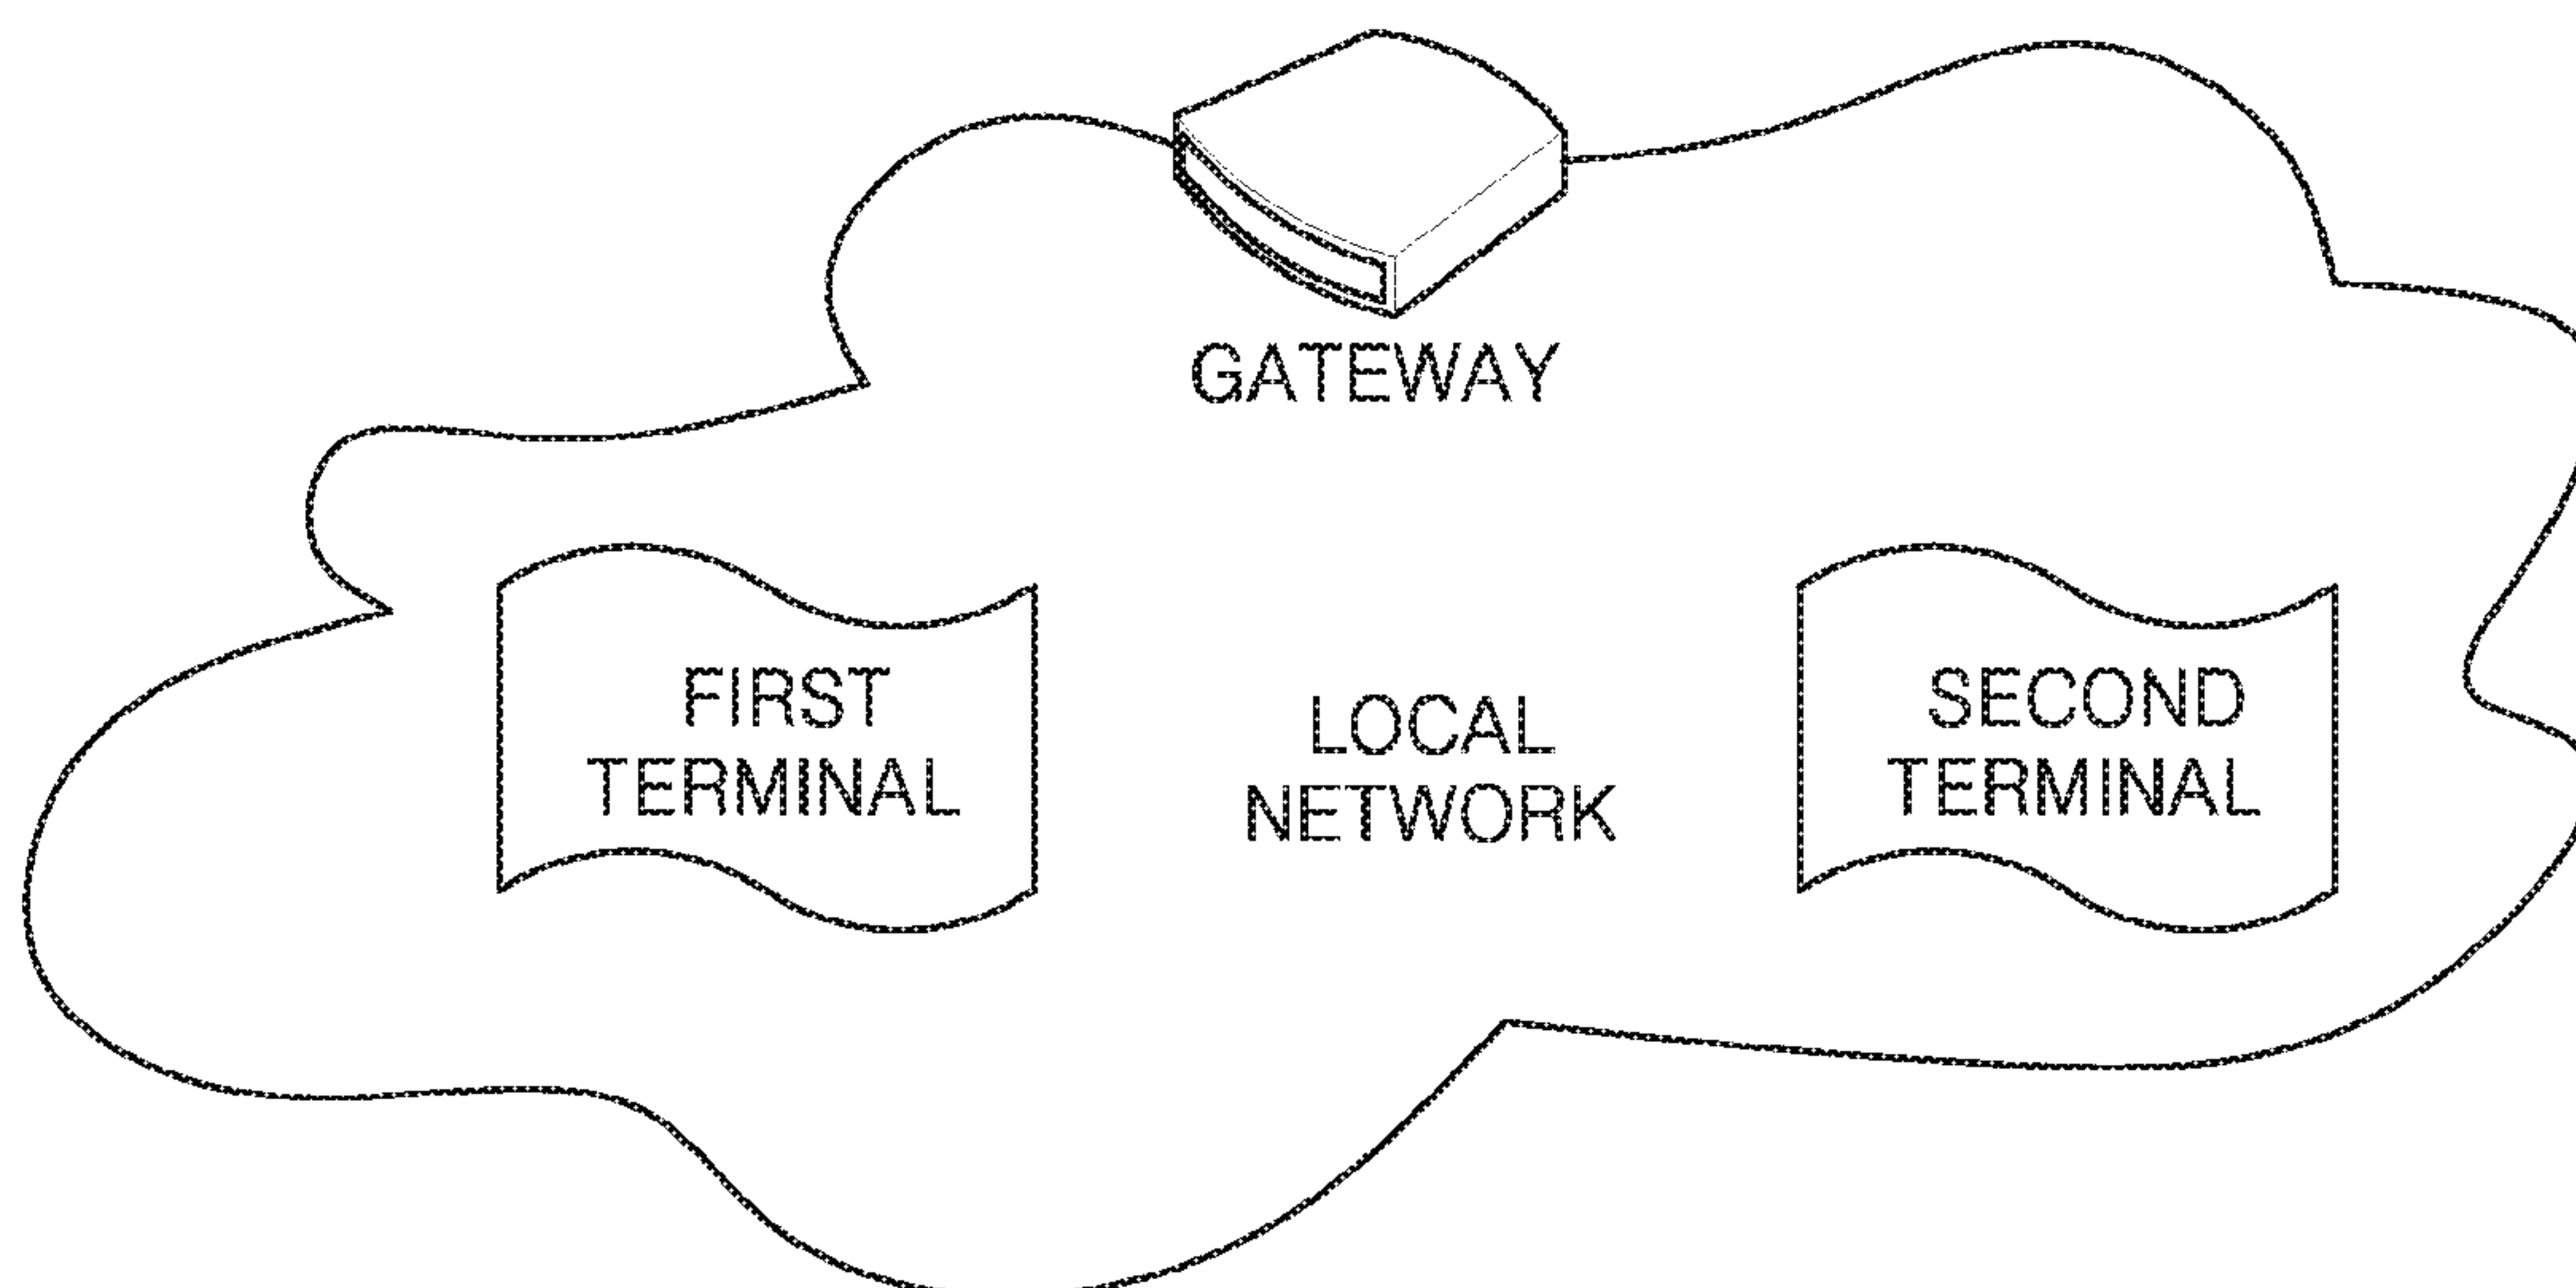 GATEWAY
FIRST
TERMINAL
LOCAL
NETWORK
SECOND
TERMINAL